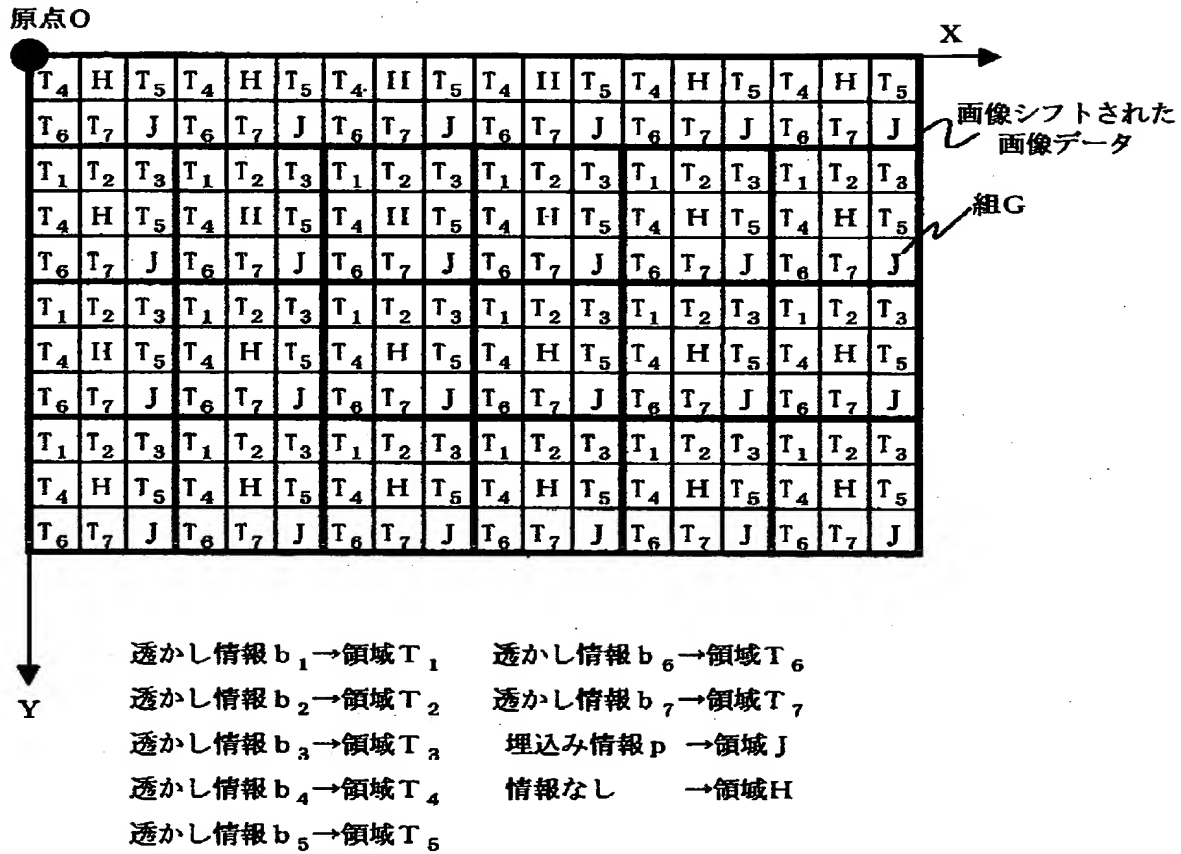 原点O
X
T₄ H T₅ T₄ H T₅ T₄ H T₅ T₄ H T₅ T₄ H T₅ T₄ H T₅
T₆ T₇ J T₆ T₇ J T₆ T₇ J T₆ T₇ J T₆ T₇ J T₆ T₇ J
画像シフトされた
画像データ
T₁ T₂ T₃ T₁ T₂ T₃ T₁ T₂ T₃ T₁ T₂ T₃ T₁ T₂ T₃ T₁ T₂ T₃
T₄ H T₅ T₄ H T₅ T₄ H T₅ T₄ H T₅ T₄ H T₅ T₄ H T₅
組G
T₆ T₇ J T₆ T₇ J T₆ T₇ J T₆ T₇ J T₆ T₇ J T₆ T₇ J
T₁ T₂ T₃ T₁ T₂ T₃ T₁ T₂ T₃ T₁ T₂ T₃ T₁ T₂ T₃ T₁ T₂ T₃
T₄ H T₅ T₄ H T₅ T₄ H T₅ T₄ H T₅ T₄ H T₅ T₄ H T₅
T₆ T₇ J T₆ T₇ J T₆ T₇ J T₆ T₇ J T₆ T₇ J T₆ T₇ J
T₁ T₂ T₃ T₁ T₂ T₃ T₁ T₂ T₃ T₁ T₂ T₃ T₁ T₂ T₃ T₁ T₂ T₃
T₄ H T₅ T₄ H T₅ T₄ H T₅ T₄ H T₅ T₄ H T₅ T₄ H T₅
T₆ T₇ J T₆ T₇ J T₆ T₇ J T₆ T₇ J T₆ T₇ J T₆ T₇ J
Y
透かし情報b₁→領域T₁
透かし情報b₂→領域T₂
透かし情報b₃→領域T₃
透かし情報b₄→領域T₄
透かし情報b₅→領域T₅
透かし情報b₆→領域T₆
透かし情報b₇→領域T₇
埋込み情報p →領域J
情報なし →領域H